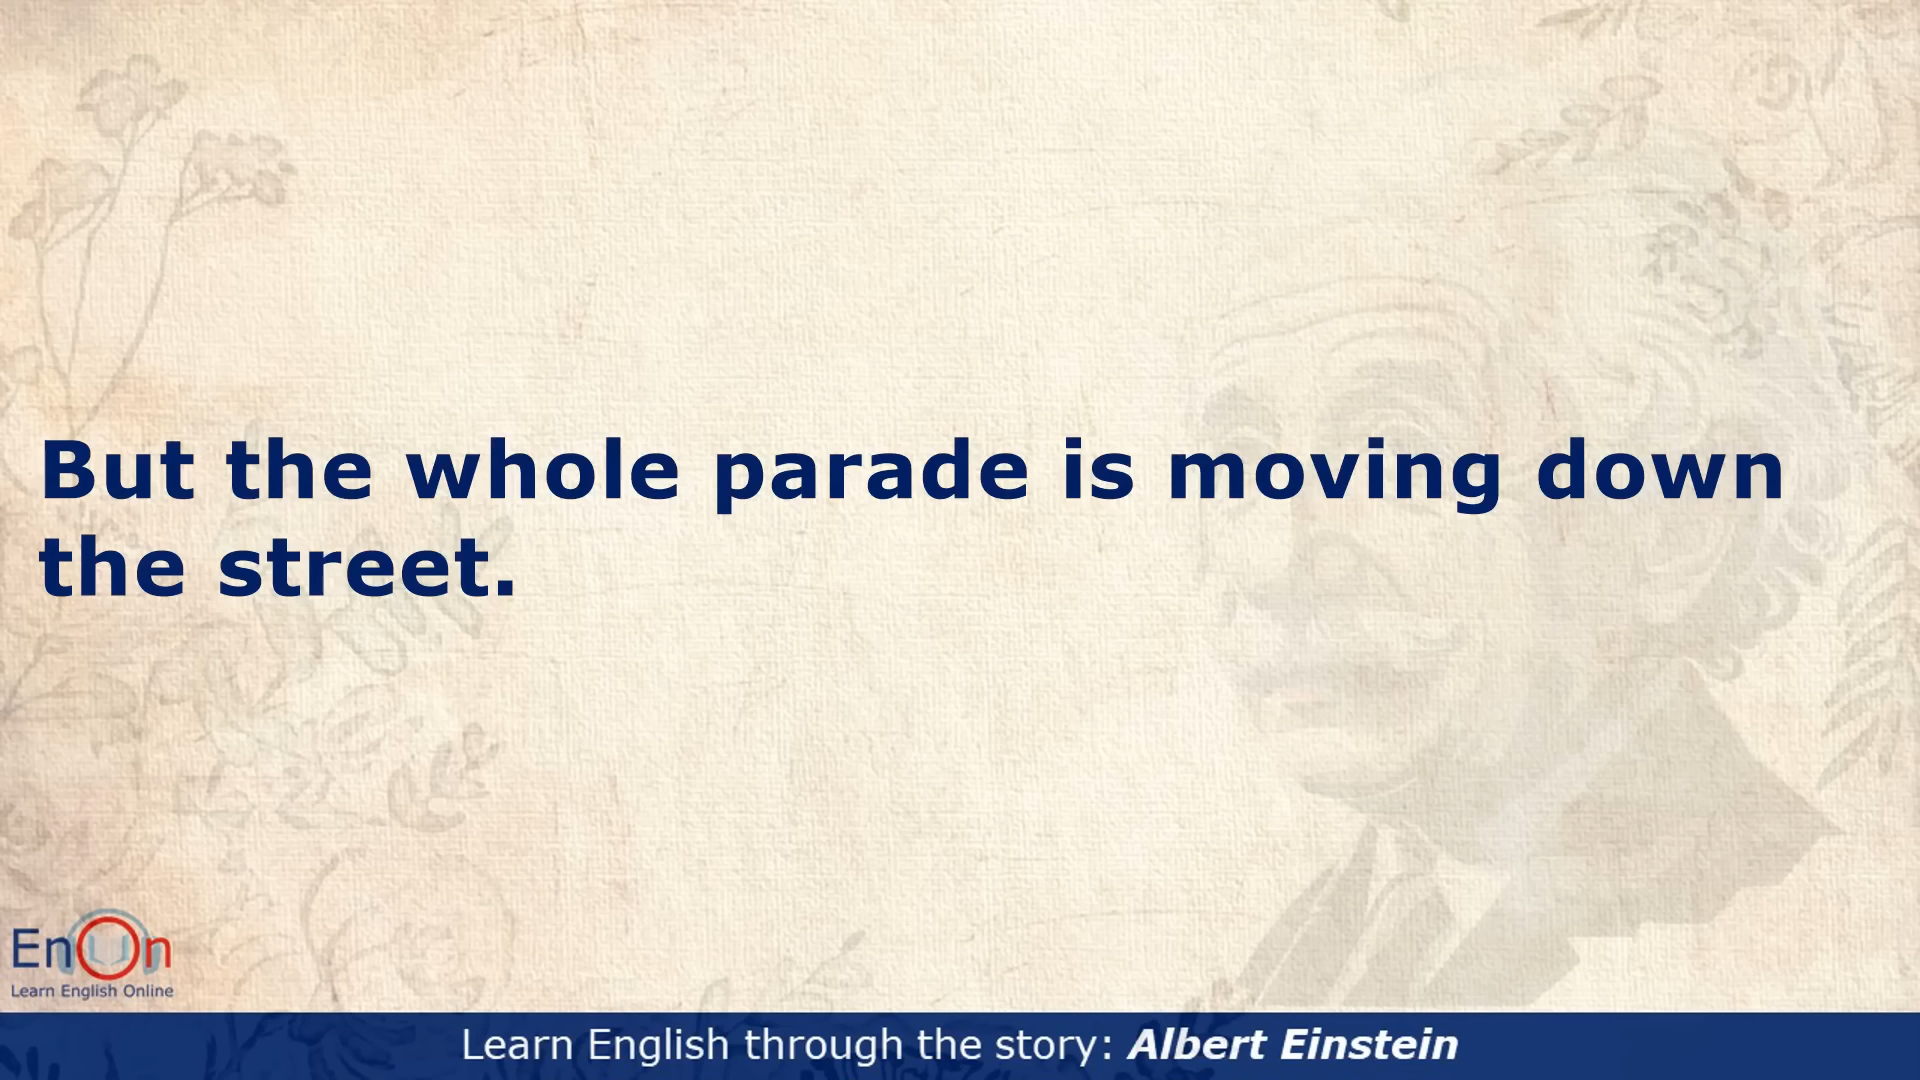 But the whole parade is moving down
the street.
EnOn
Learn English Online
Learn English through the story: Albert Einstein